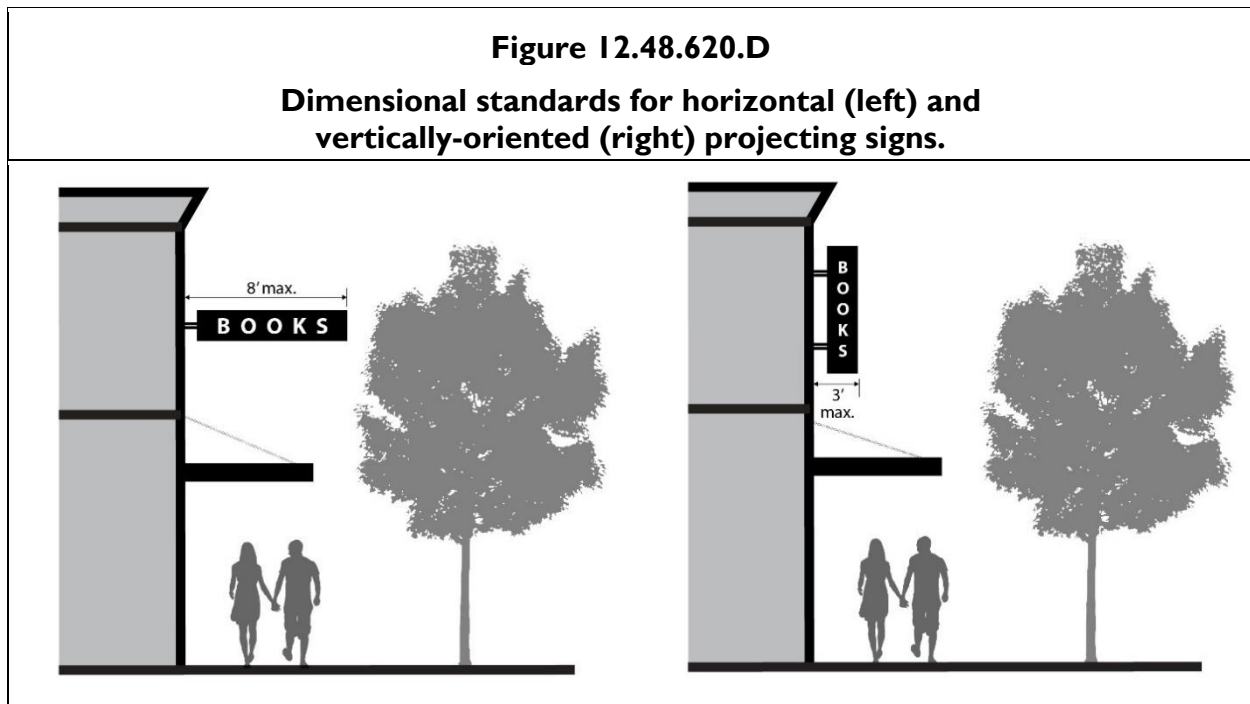 Figure 12.48.620.D
Dimensional standards for horizontal (left) and
vertically-oriented (right) projecting signs.
8' max.
BOOKS
BOOKS
3'
max.